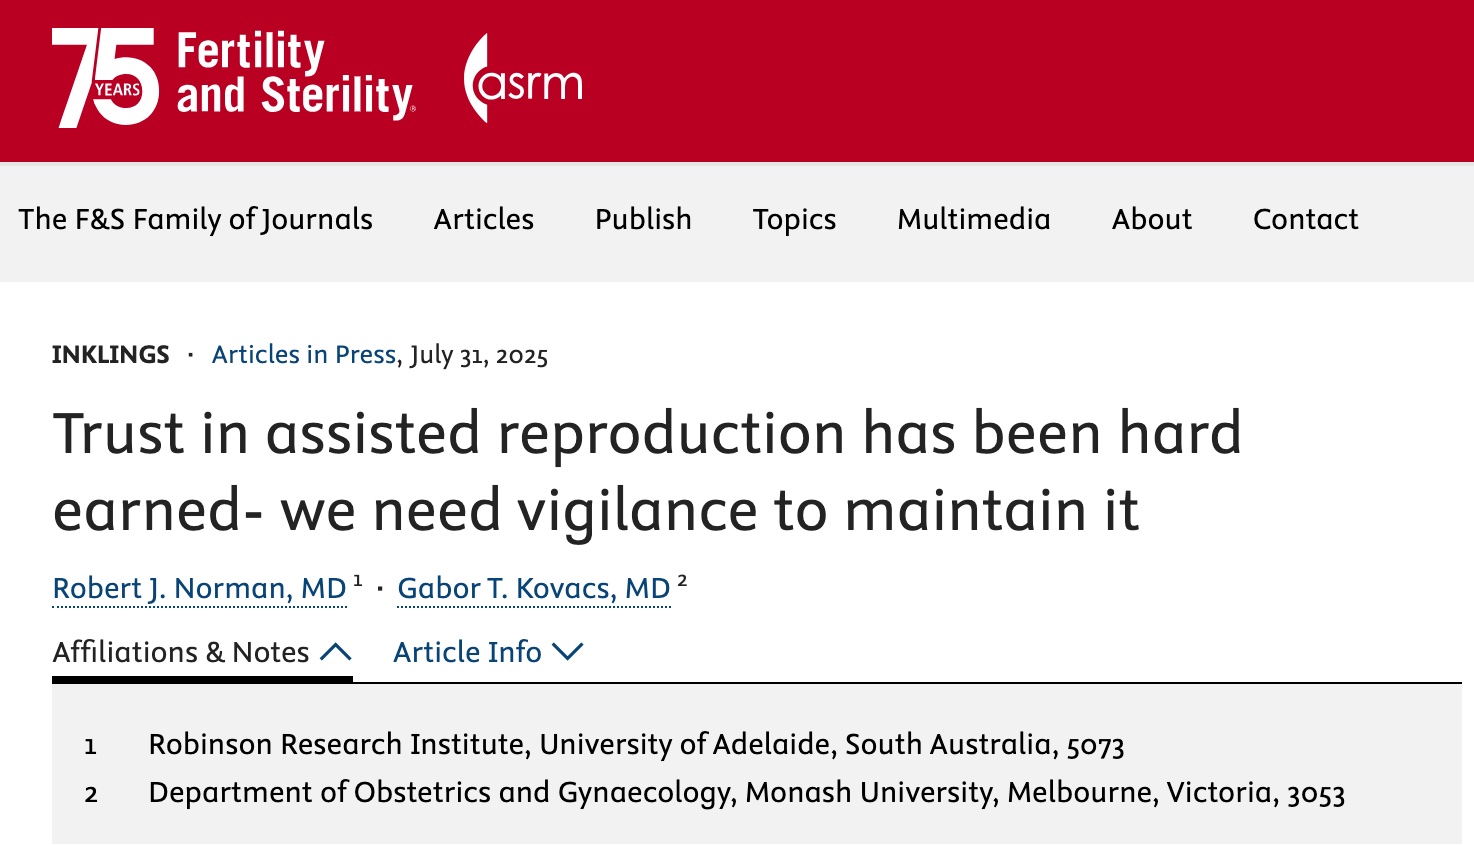 75
YEARS
Fertility
and Sterility®
asrm
The F&S Family of Journals Articles Publish Topics Multimedia About Contact
INKLINGS · Articles in Press, July 31, 2025
Trust in assisted reproduction has been hard
earned- we need vigilance to maintain it
Robert J. Norman, MD 1 · Gabor T. Kovacs, MD 2
Affiliations & Notes Article Info
1 Robinson Research Institute, University of Adelaide, South Australia, 5073
2 Department of Obstetrics and Gynaecology, Monash University, Melbourne, Victoria, 3053